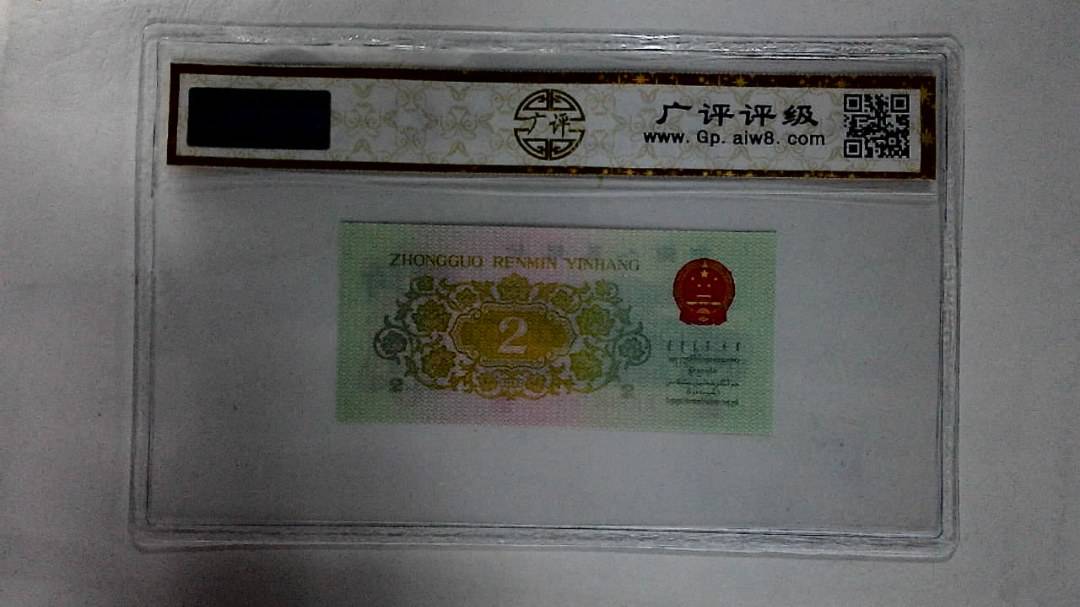 广评
广评评级
www.Gp.aiw8.com
ZHONGGUO RENMIN YINHANG
2
2 2